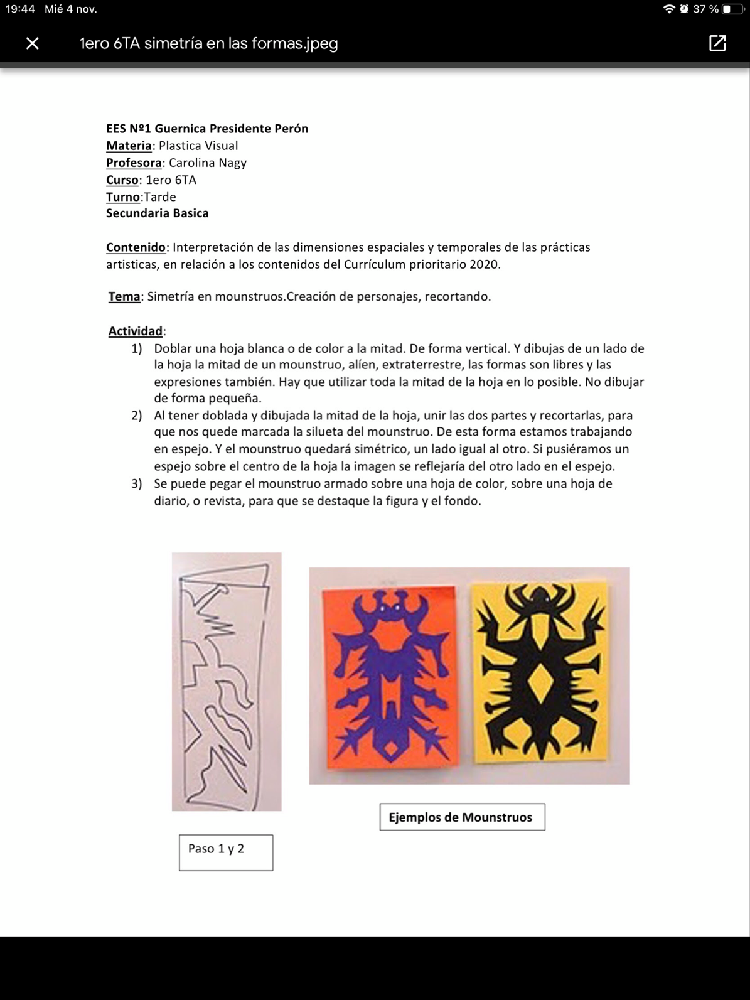 19:44 Mié 4 nov.
37 %
1ero 6TA simetría en las formas.jpeg
EES Nº1 Guernica Presidente Perón
Materia: Plastica Visual
Profesora: Carolina Nagy
Curso: 1ero 6TA
Turno:Tarde
Secundaria Basica
Contenido: Interpretación de las dimensiones espaciales y temporales de las prácticas
artisticas, en relación a los contenidos del Currículum prioritario 2020.
Tema: Simetría en mounstruos.Creación de personajes, recortando.
Actividad:
1) Doblar una hoja blanca o de color a la mitad. De forma vertical. Y dibujas de un lado de
la hoja la mitad de un mounstruo, alíen, extraterrestre, las formas son libres y las
expresiones también. Hay que utilizar toda la mitad de la hoja en lo posible. No dibujar
de forma pequeña.
2) Al tener doblada y dibujada la mitad de la hoja, unir las dos partes y recortarlas, para
que nos quede marcada la silueta del mounstruo. De esta forma estamos trabajando
en espejo. Y el mounstruo quedará simétrico, un lado igual al otro. Si pusiéramos un
espejo sobre el centro de la hoja la imagen se reflejaría del otro lado en el espejo.
3) Se puede pegar el mounstruo armado sobre una hoja de color, sobre una hoja de
diario, o revista, para que se destaque la figura y el fondo.
Ejemplos de Mounstruos
Paso 1 y 2